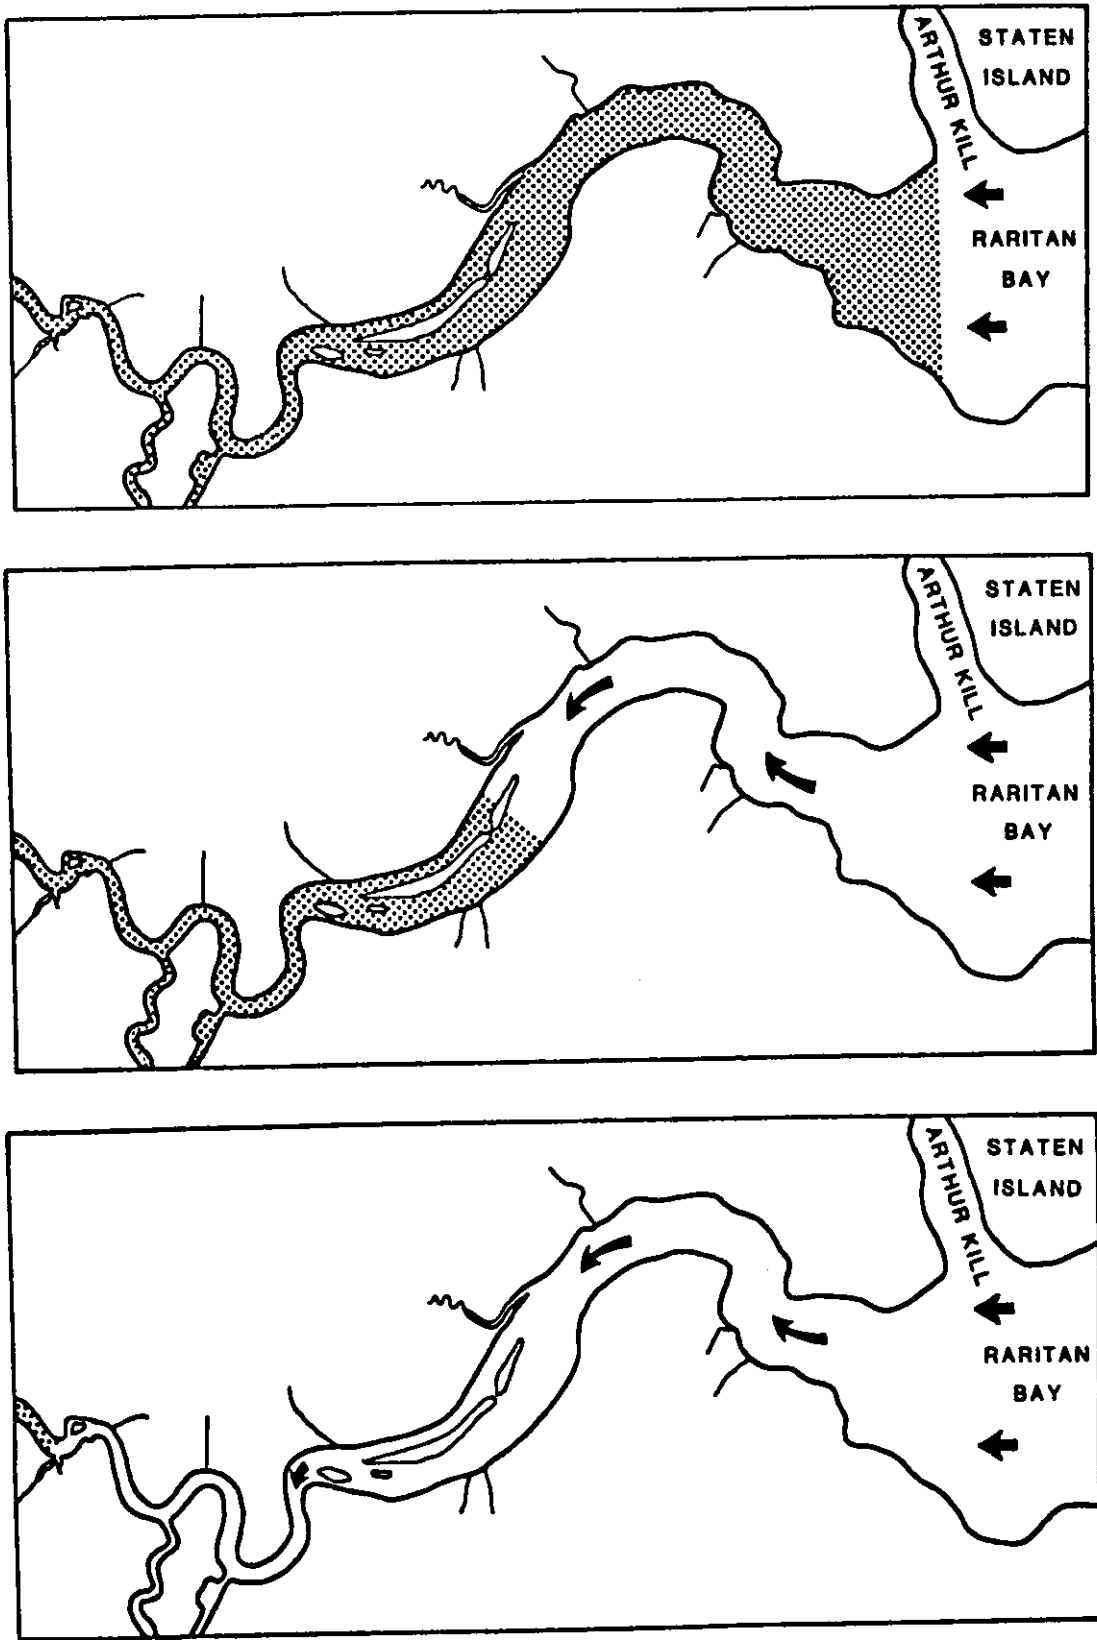 STATEN
ISLAND
ARTHUR KILL
RARITAN
BAY
STATEN
ISLAND
ARTHUR KILL
RARITAN
BAY
STATEN
ISLAND
ARTHUR KILL
RARITAN
BAY